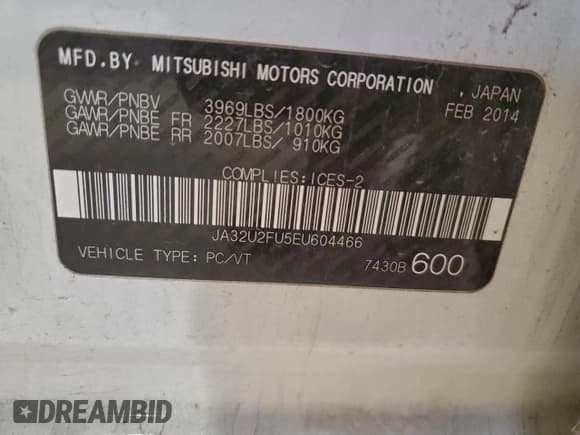 MFD.BY MITSUBISHI MOTORS CORPORATION , JAPAN
FEB 2014
GVWR/PNBV 3969LBS/1800KG
GAWR/PNBE FR 2227LBS/1010KG
GAWR/PNBE RR 2007LBS/ 910KG
COMPLIES:ICES-2
JA32U2FU5EU604466
VEHICLE TYPE: PC/VT 7430B 600
DREAMBID